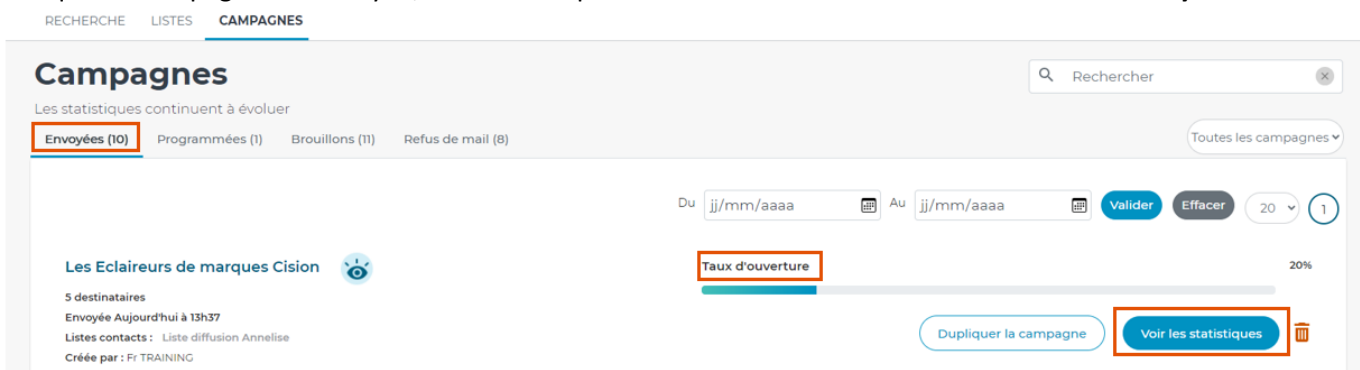 RECHERCHE LISTES CAMPAGNES
Campagnes
Rechercher
Les statistiques continuent à évoluer
Envoyées (10) Programmées (1) Brouillons (11) Refus de mail (8)
Toutes les campagnes
Du jj/mm/aaaa Au jj/mm/aaaa Valider Effacer 20 1
Les Eclaireurs de marques Cision
Taux d'ouverture 20%
5 destinataires
Envoyée Aujourd'hui à 13h37
Listes contacts : Liste diffusion Annelise
Créée par : Fr TRAINING
Dupliquer la campagne Voir les statistiques